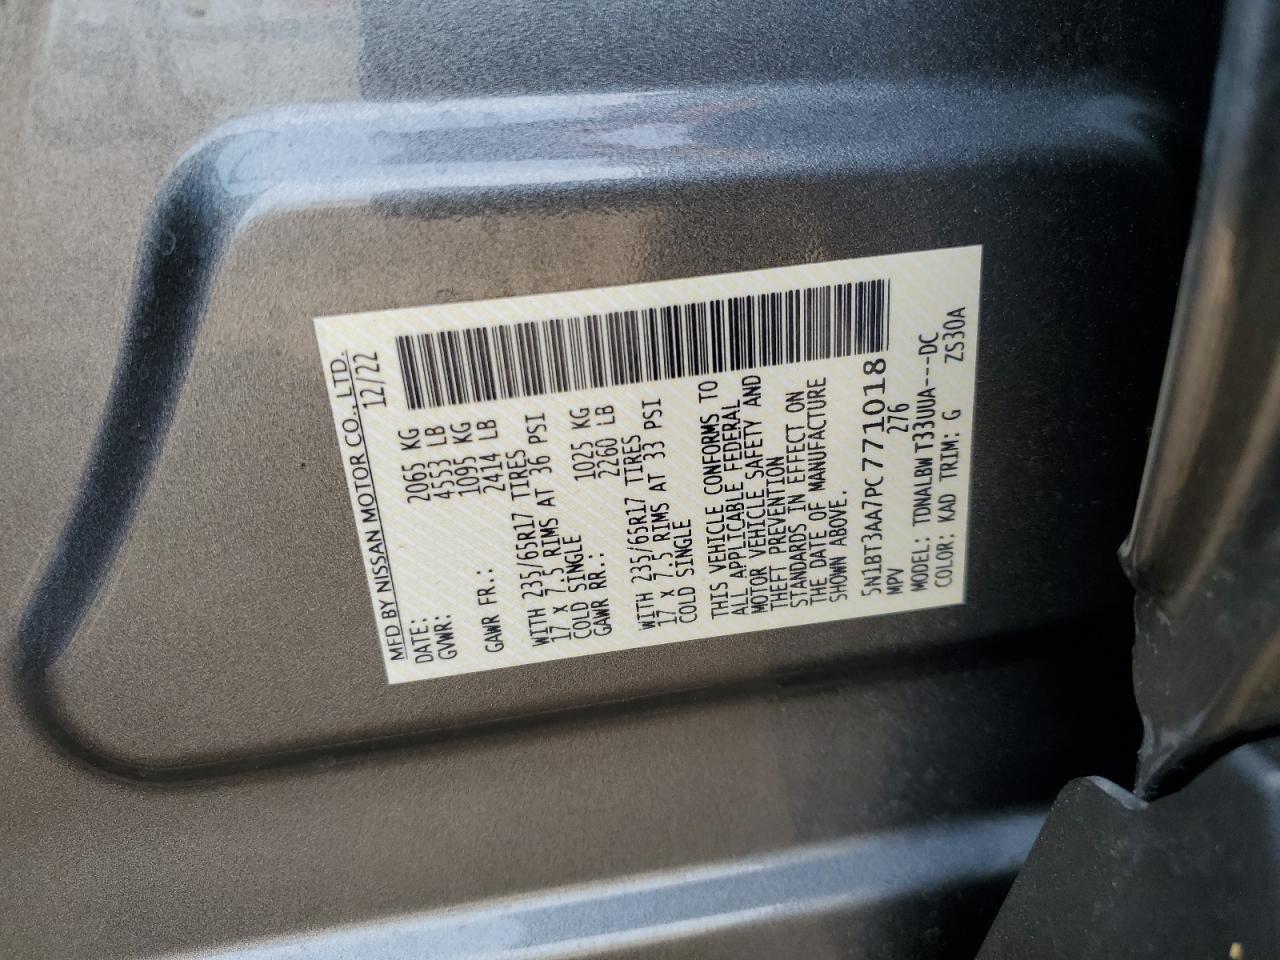 MFD BY NISSAN MOTOR CO., LTD.
DATE: 12/22
GVWR: 2065 KG
4553 LB
GAWR FR.: 1095 KG
2414 LB
WITH 235/65R17 TIRES
17 X 7.5 RIMS AT 36 PSI
COLD SINGLE
GAWR RR.: 1025 KG
2260 LB
WITH 235/65R17 TIRES
17 X 7.5 RIMS AT 33 PSI
COLD SINGLE
THIS VEHICLE CONFORMS TO
ALL APPLICABLE FEDERAL
MOTOR VEHICLE SAFETY AND
THEFT PREVENTION
STANDARDS IN EFFECT ON
THE DATE OF MANUFACTURE
SHOWN ABOVE.
5N1BT3AA7PC771018
MPV 276
MODEL: TDNALBW T33UUA---DC
COLOR: KAD TRIM: G ZS30A